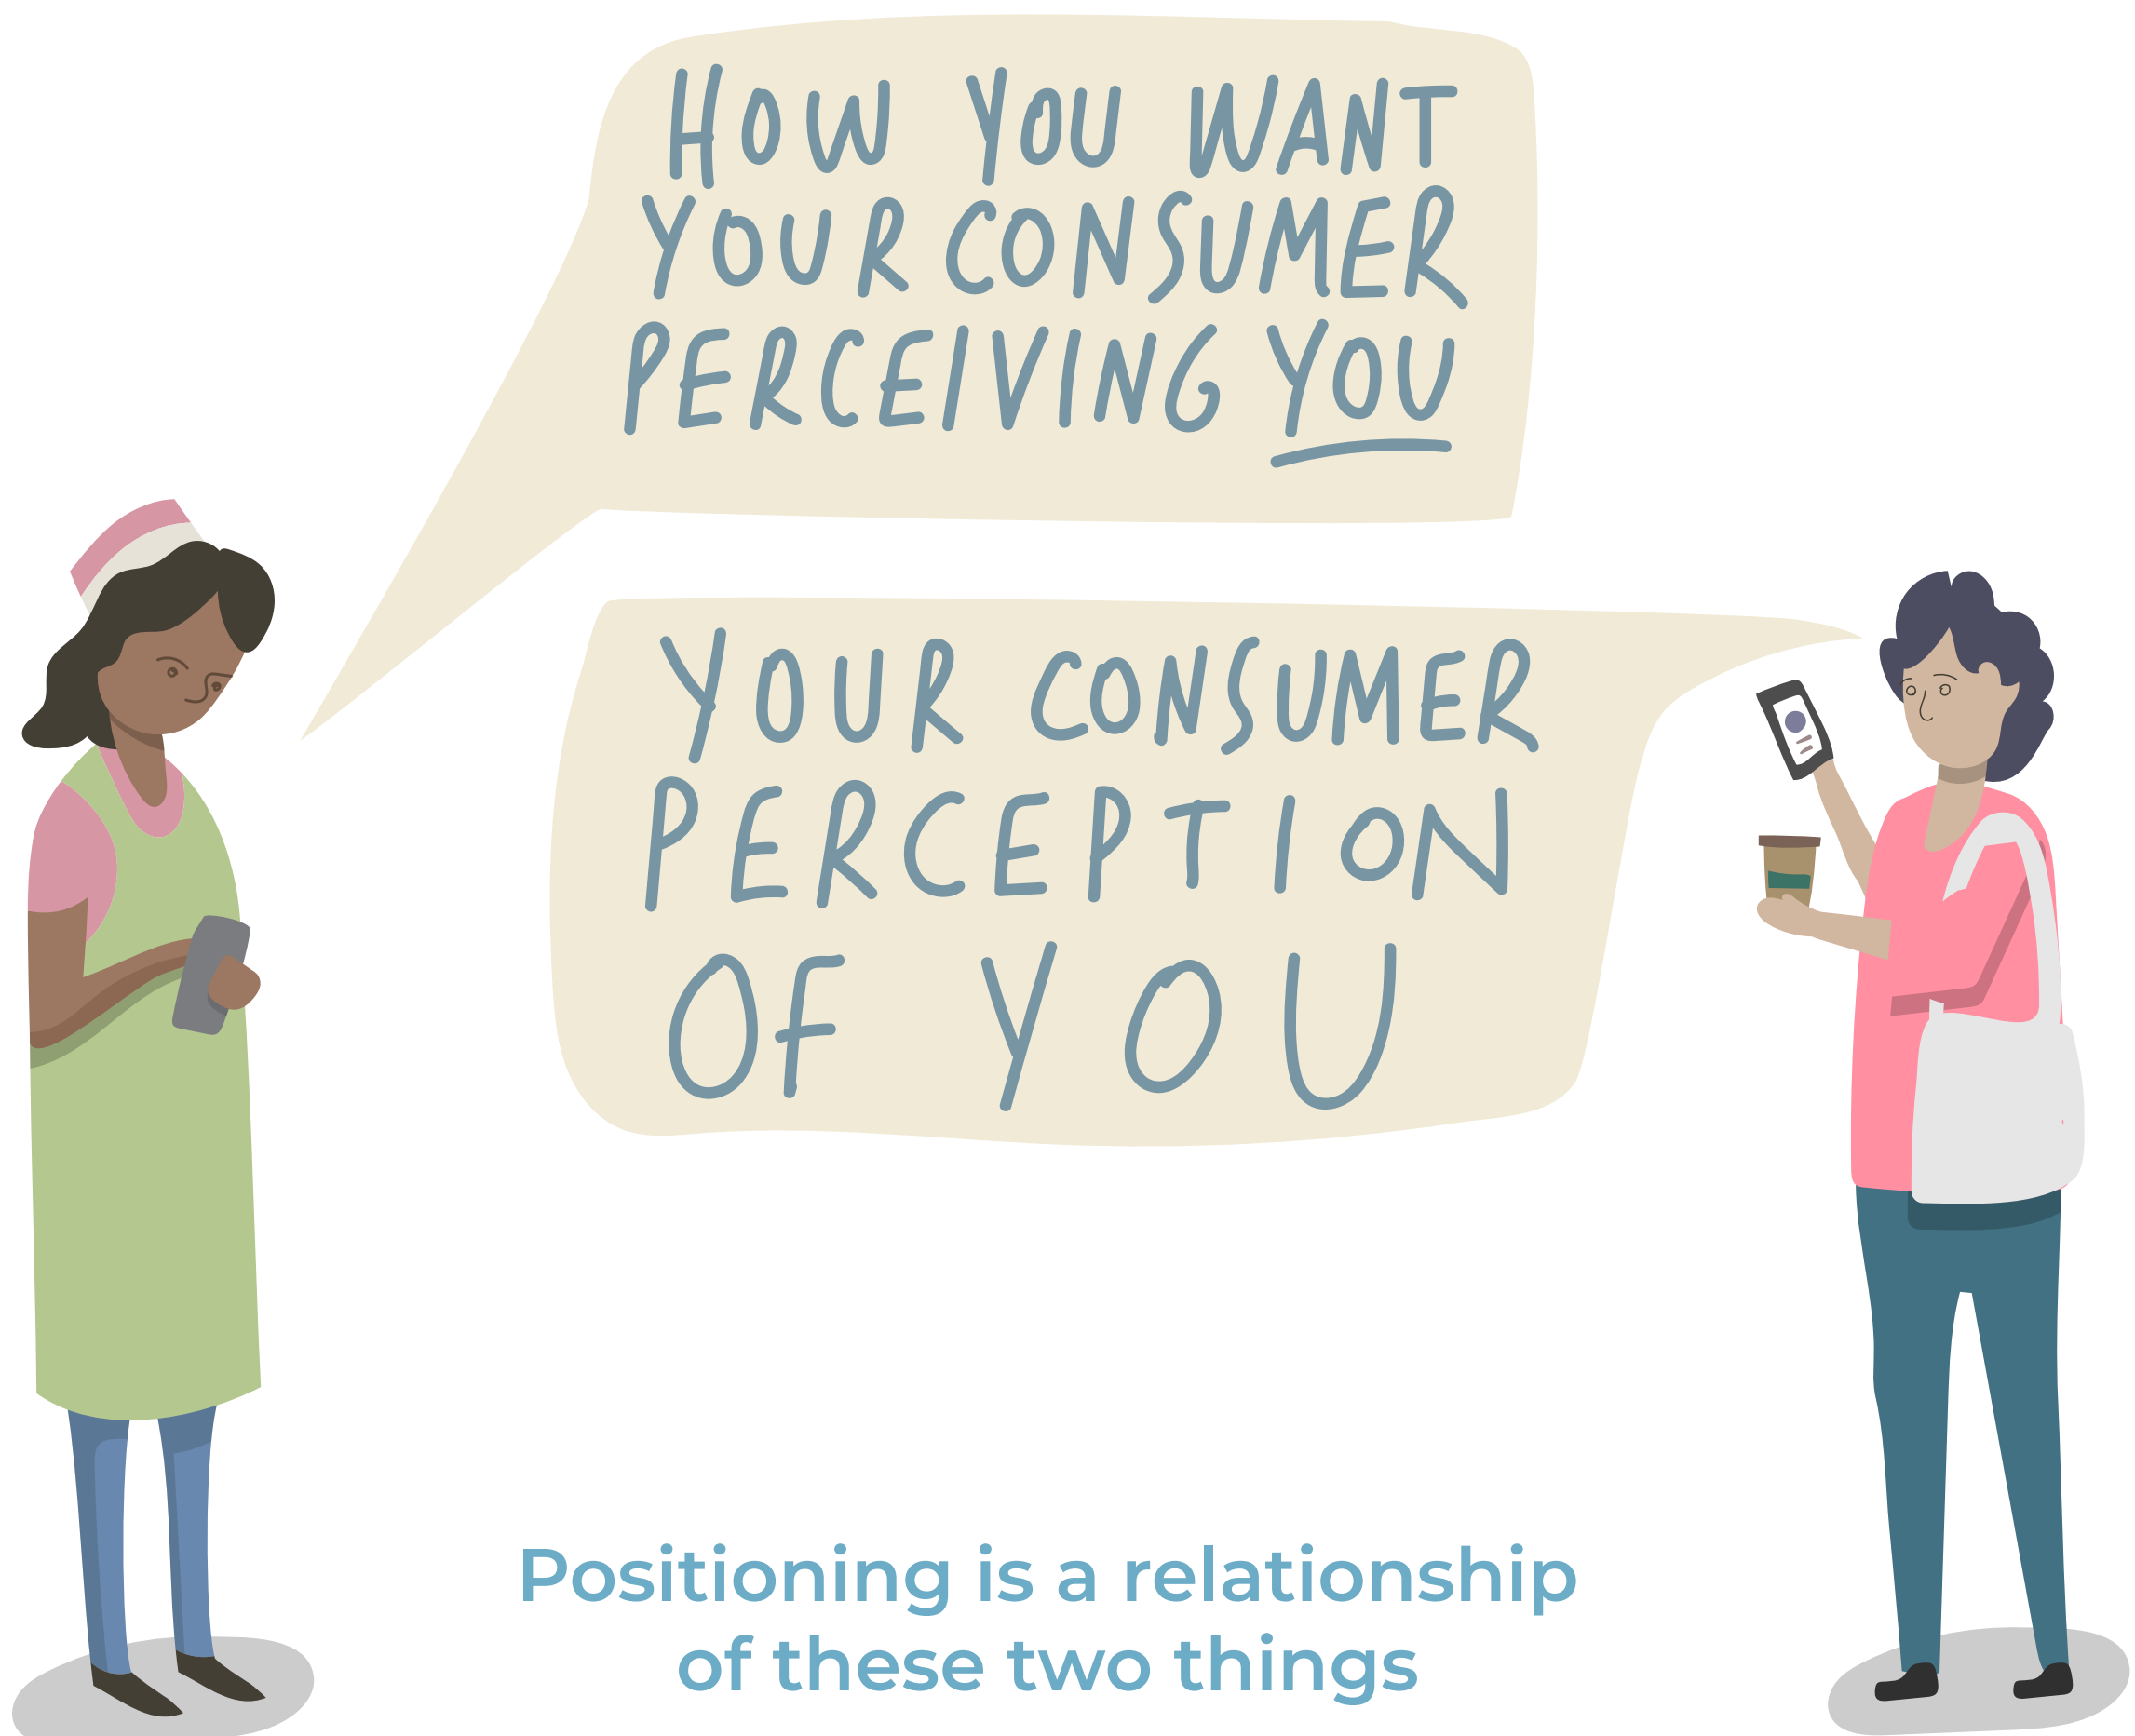 HOW YOU WANT
YOUR CONSUMER
PERCEIVING YOU
YOUR CONSUMER
PERCEPTION
OF YOU
Positioning is a relationship
of these two things